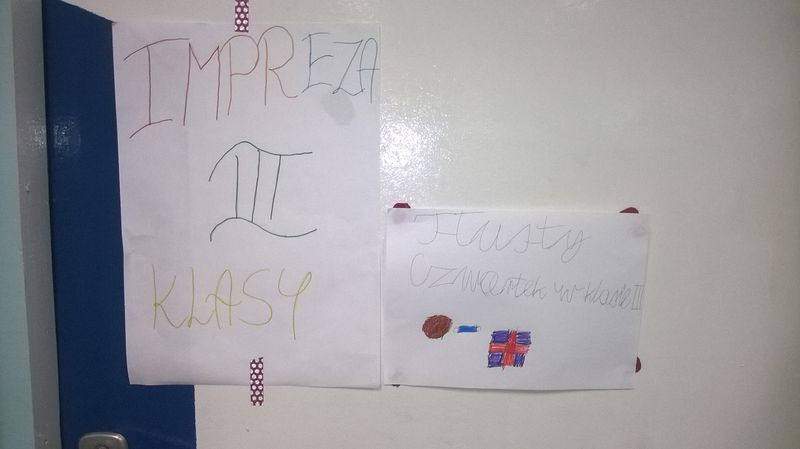 IMPREZA
III
KLASY
Tłusty
Czwartek w klasie III